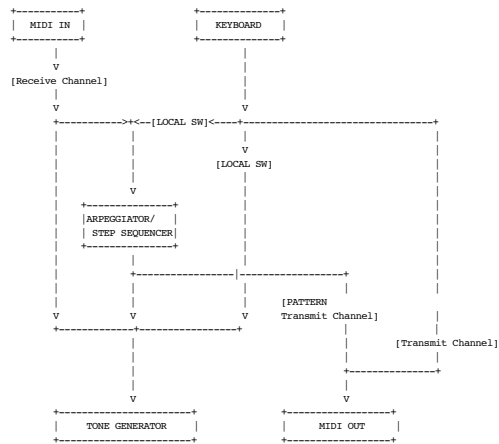 MIDI IN
KEYBOARD
[Receive Channel]
[LOCAL SW]
[LOCAL SW]
ARPEGGIATOR/
STEP SEQUENCER
[PATTERN
Transmit Channel]
[Transmit Channel]
TONE GENERATOR
MIDI OUT